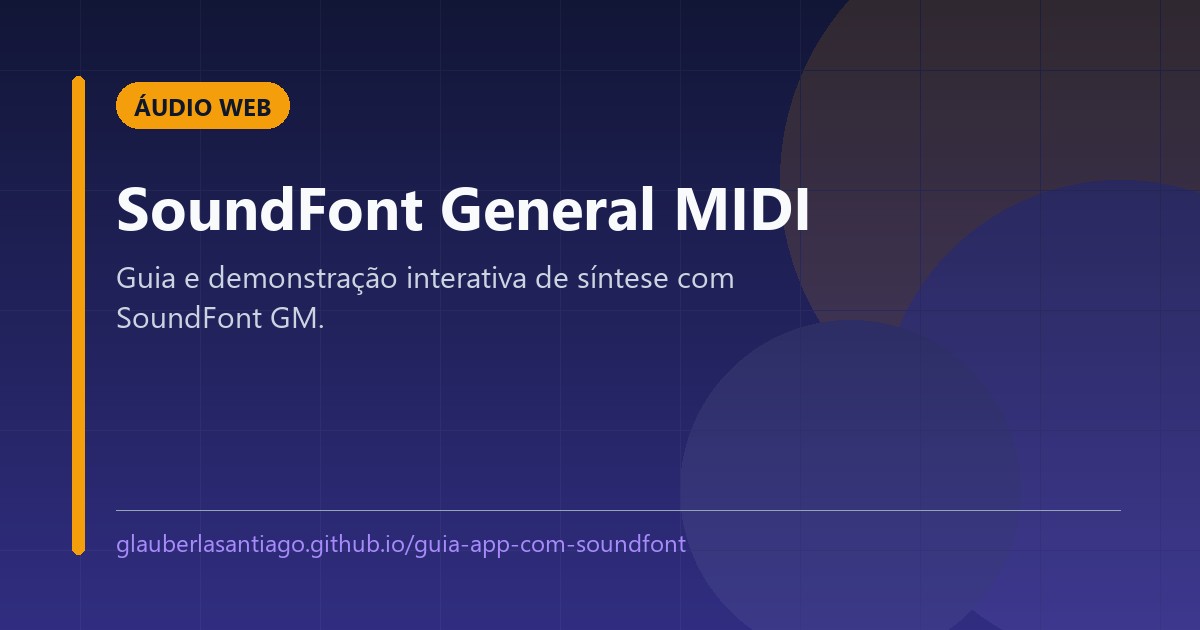 ÁUDIO WEB
SoundFont General MIDI
Guia e demonstração interativa de síntese com
SoundFont GM.
glauberlasantiago.github.io/guia-app-com-soundfont